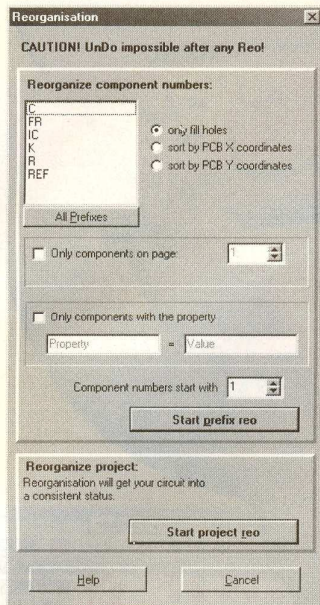 Reorganisation
CAUTION! UnDo impossible after any Reo!
Reorganize component numbers:
C
FR
IC
K
R
REF
only fill holes
sort by PCB X coordinates
sort by PCB Y coordinates
All Prefixes
Only components on page:
1
Only components with the property
Property = Value
Component numbers start with 1
Start prefix reo
Reorganize project:
Reorganisation will get your circuit into
a consistent status.
Start project reo
Help
Cancel